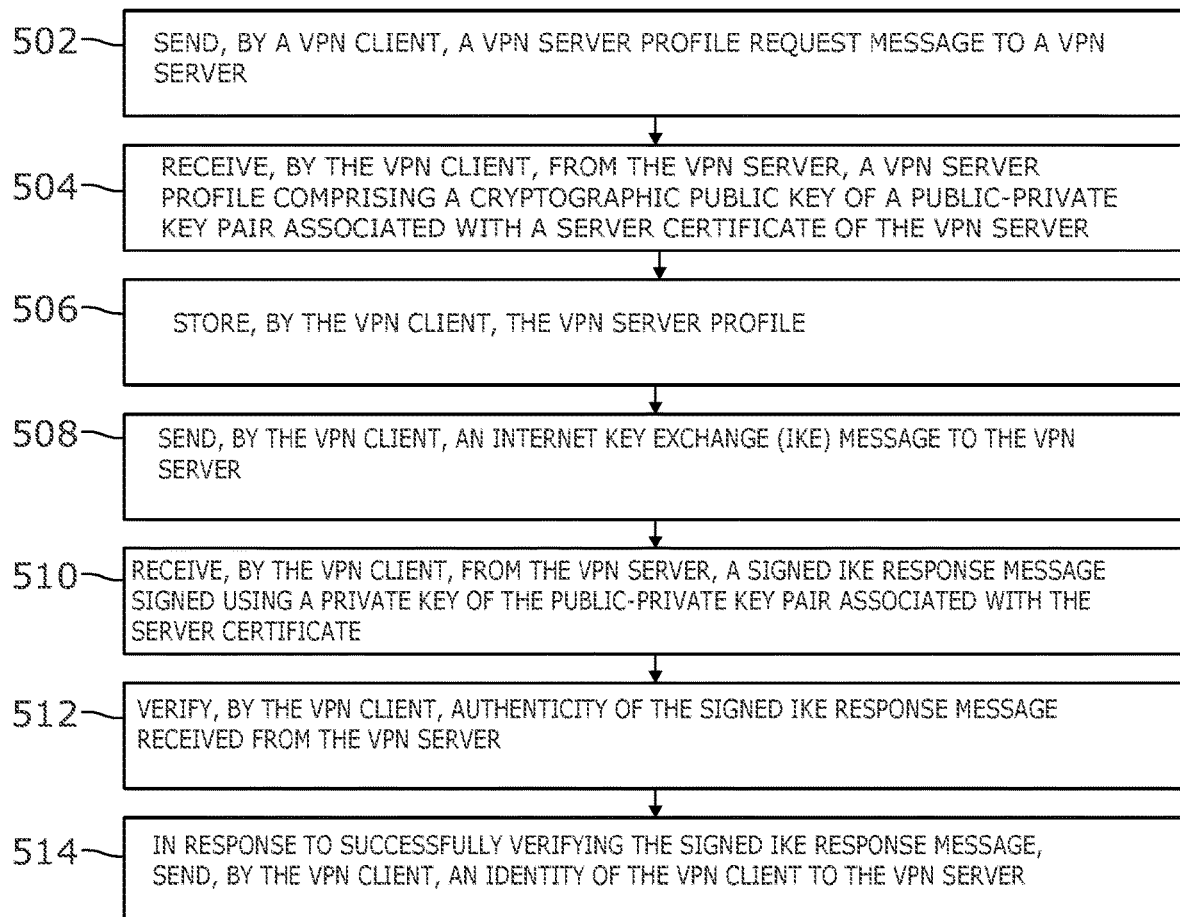 502
SEND, BY A VPN CLIENT, A VPN SERVER PROFILE REQUEST MESSAGE TO A VPN
SERVER
504
RECEIVE, BY THE VPN CLIENT, FROM THE VPN SERVER, A VPN SERVER
PROFILE COMPRISING A CRYPTOGRAPHIC PUBLIC KEY OF A PUBLIC-PRIVATE
KEY PAIR ASSOCIATED WITH A SERVER CERTIFICATE OF THE VPN SERVER
506
STORE, BY THE VPN CLIENT, THE VPN SERVER PROFILE
508
SEND, BY THE VPN CLIENT, AN INTERNET KEY EXCHANGE (IKE) MESSAGE TO THE VPN
SERVER
510
RECEIVE, BY THE VPN CLIENT, FROM THE VPN SERVER, A SIGNED IKE RESPONSE MESSAGE
SIGNED USING A PRIVATE KEY OF THE PUBLIC-PRIVATE KEY PAIR ASSOCIATED WITH THE
SERVER CERTIFICATE
512
VERIFY, BY THE VPN CLIENT, AUTHENTICITY OF THE SIGNED IKE RESPONSE MESSAGE
RECEIVED FROM THE VPN SERVER
514
IN RESPONSE TO SUCCESSFULLY VERIFYING THE SIGNED IKE RESPONSE MESSAGE,
SEND, BY THE VPN CLIENT, AN IDENTITY OF THE VPN CLIENT TO THE VPN SERVER